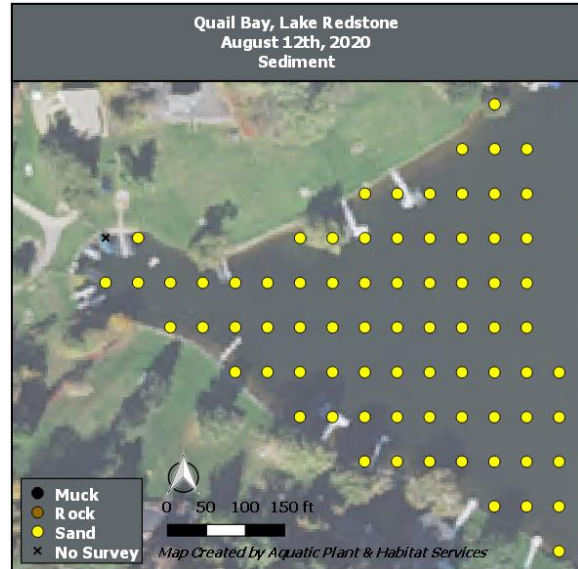 Quail Bay, Lake Redstone
August 12th, 2020
Sediment
Muck
Rock
Sand
No Survey
0 50 100 150 ft
Map Created by Aquatic Plant & Habitat Services